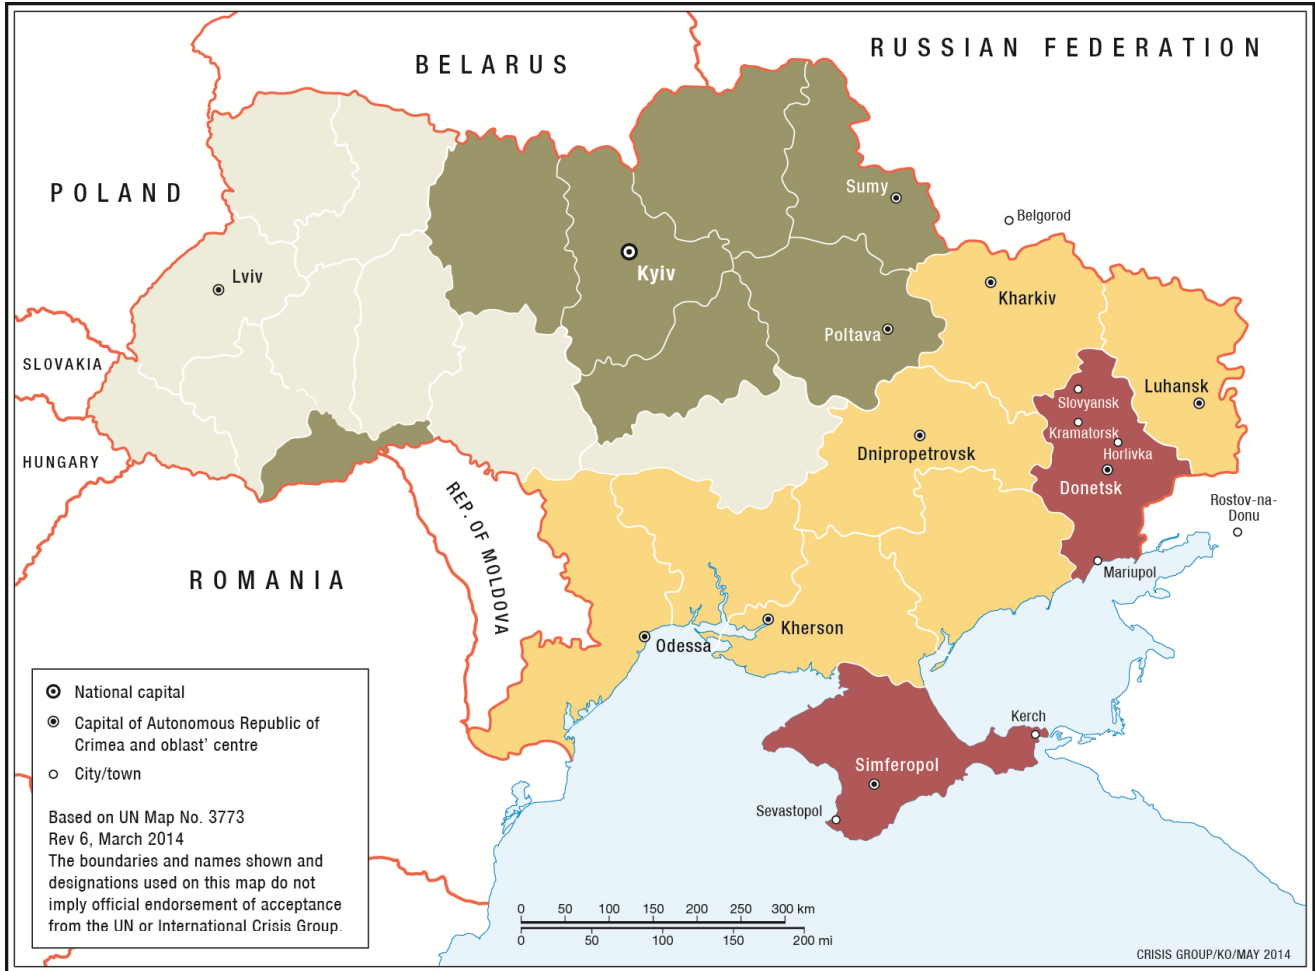 BELARUS
RUSSIAN FEDERATION
POLAND
Sumy
Belgorod
Lviv
Kyiv
Kharkiv
Poltava
SLOVAKIA
Luhansk
Slovyansk
Kramatorsk
Horlivka
Dnipropetrovsk
HUNGARY
Donetsk
REP. OF MOLDOVA
Rostov-na-
Donu
ROMANIA
Mariupol
Kherson
Odessa
Kerch
Simferopol
Sevastopol
National capital
Capital of Autonomous Republic of
Crimea and oblast' centre
City/town
Based on UN Map No. 3773
Rev 6, March 2014
The boundaries and names shown and
designations used on this map do not
imply official endorsement of acceptance
from the UN or International Crisis Group.
0 50 100 150 200 250 300 km
0 50 100 150 200 mi
CRISIS GROUP/KO/MAY 2014